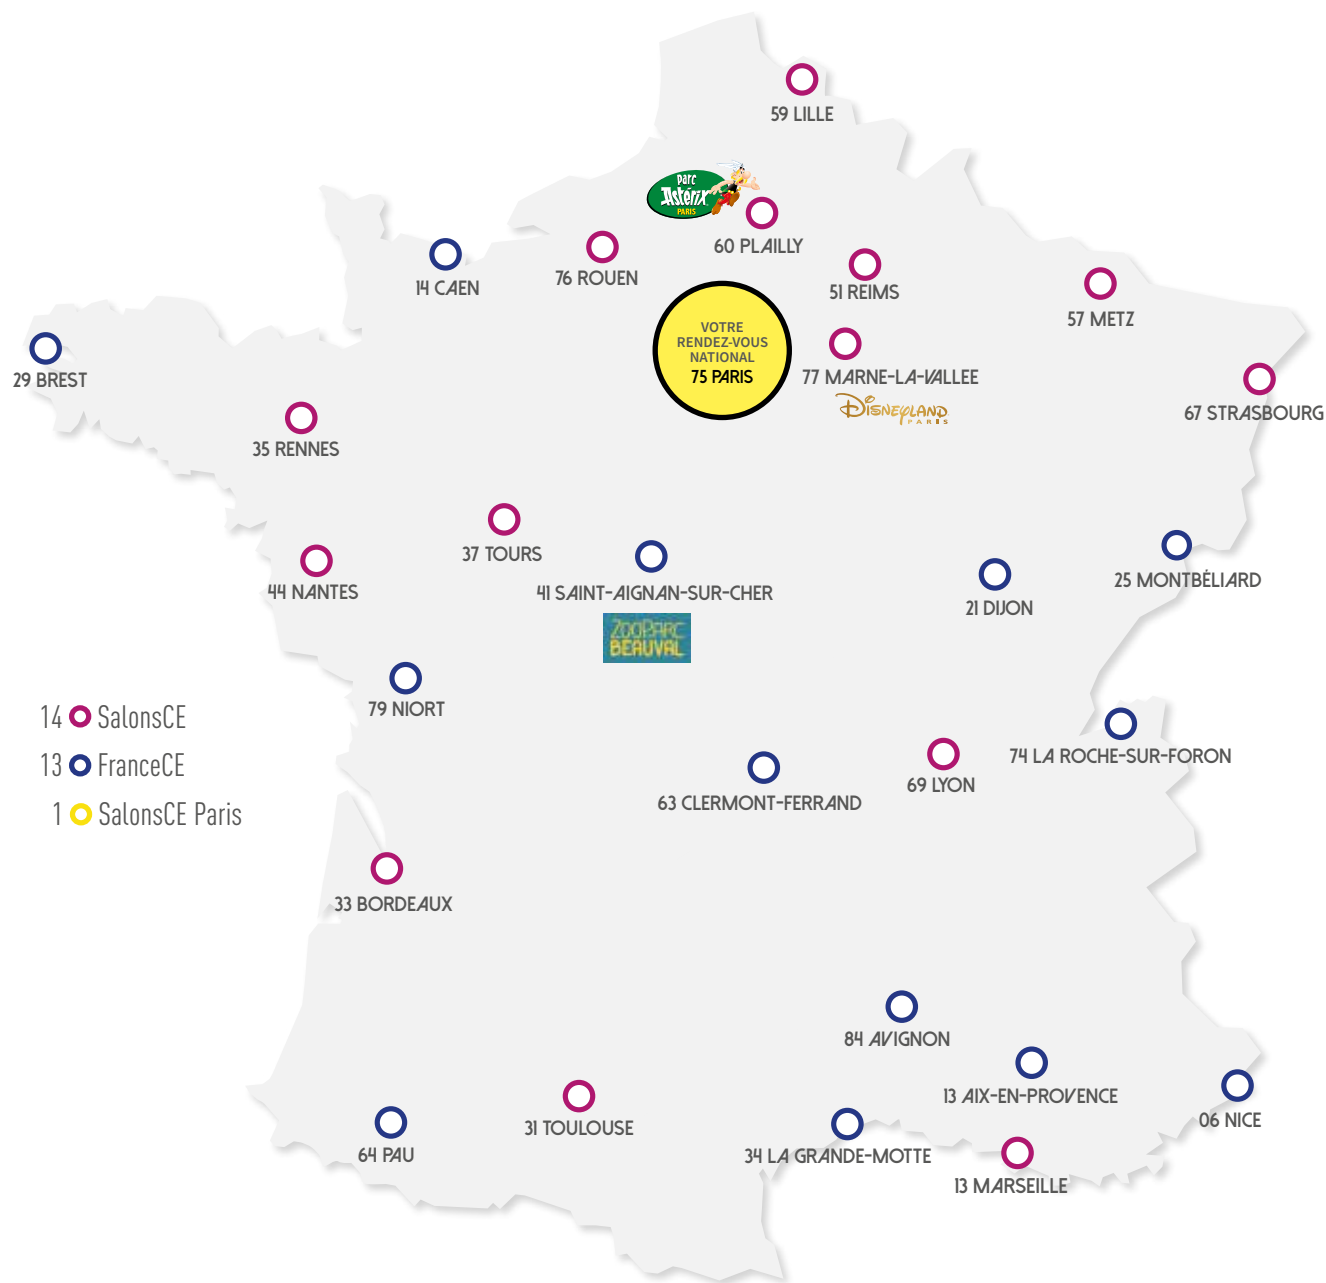 59 LILLE
parc
Astérix
PARIS
60 PLAILLY
76 ROUEN
14 CAEN
51 REIMS
57 METZ
VOTRE
RENDEZ-VOUS
NATIONAL
75 PARIS
77 MARNE-LA-VALLEE
DISNEYLAND
PARIS
29 BREST
67 STRASBOURG
35 RENNES
37 TOURS
44 NANTES
41 SAINT-AIGNAN-SUR-CHER
ZOOPARC
BEAUVAL
21 DIJON
25 MONTBÉLIARD
79 NIORT
14 SalonsCE
13 FranceCE
1 SalonsCE Paris
74 LA ROCHE-SUR-FORON
69 LYON
63 CLERMONT-FERRAND
33 BORDEAUX
84 AVIGNON
13 AIX-EN-PROVENCE
06 NICE
31 TOULOUSE
64 PAU
34 LA GRANDE-MOTTE
13 MARSEILLE